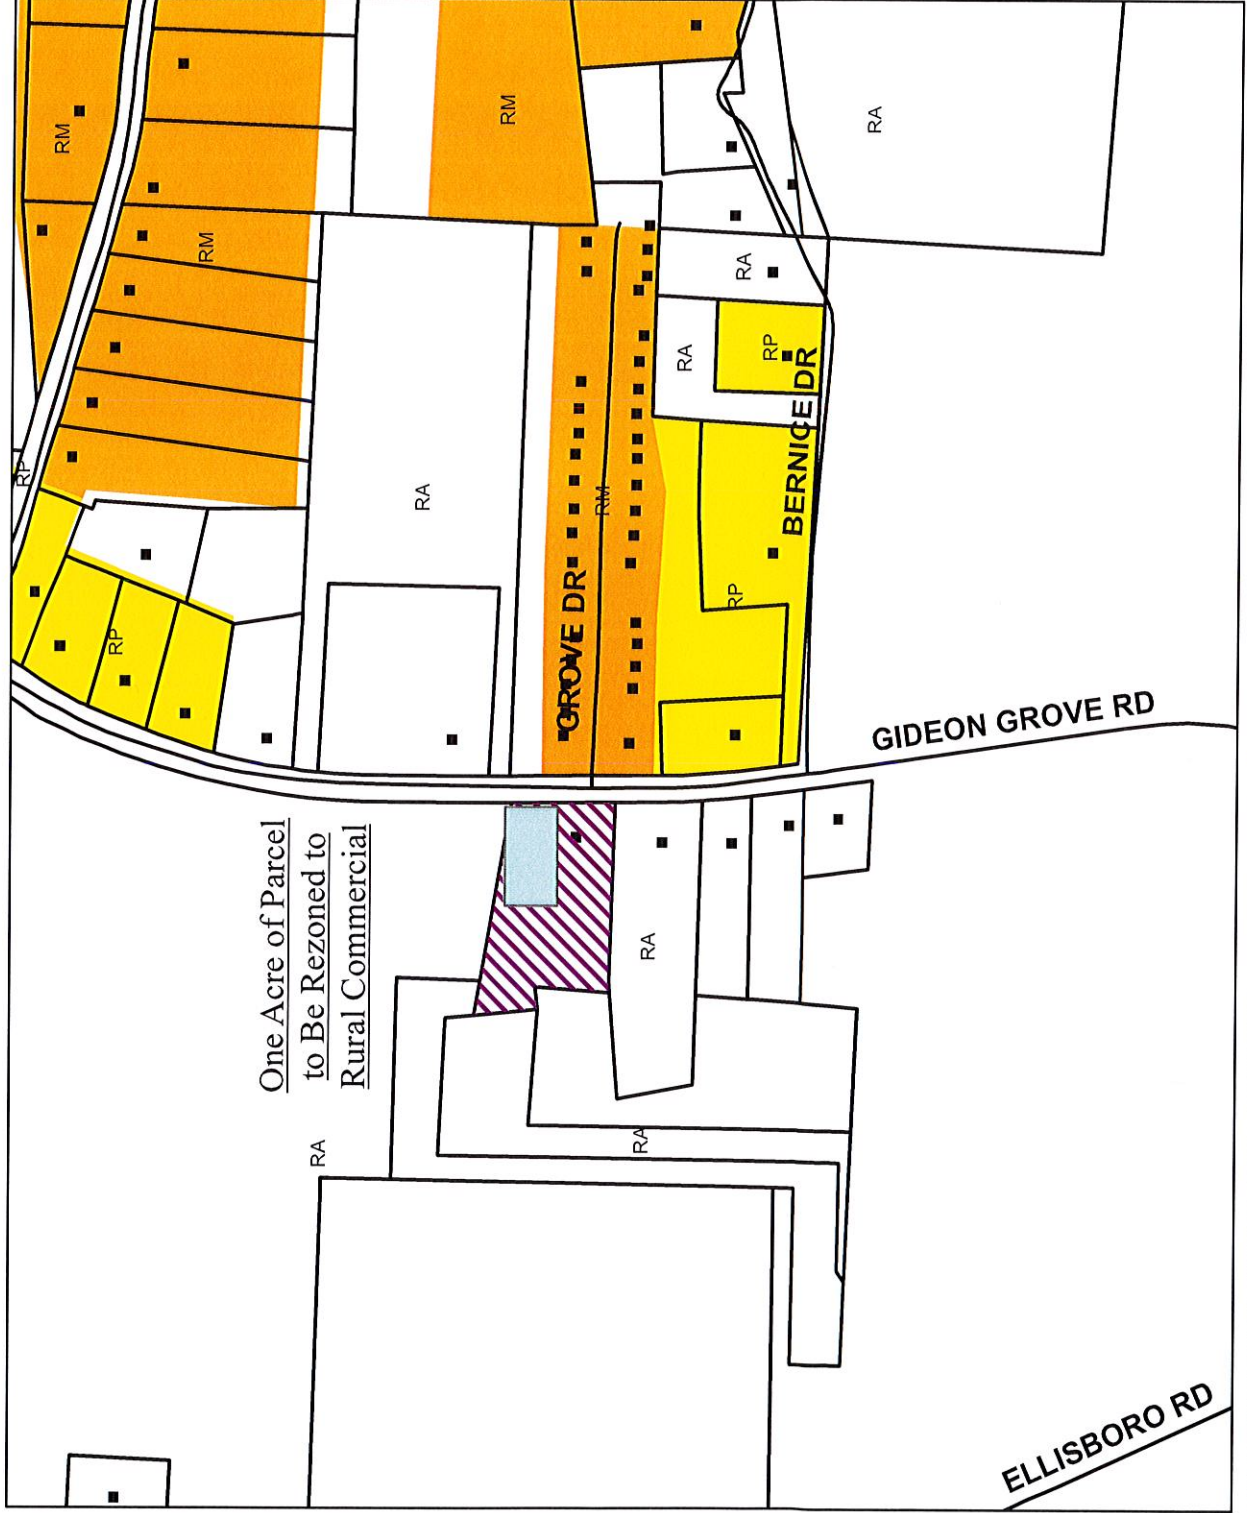 RM
RM
RM
RA
RA
RA
RP
RA
RP
BERNICE DR
RA
RM
RP
RP
GROVE DR
GIDEON GROVE RD
One Acre of Parcel
to Be Rezoned to
Rural Commercial
RA
RA
RA
ELLISBORO RD